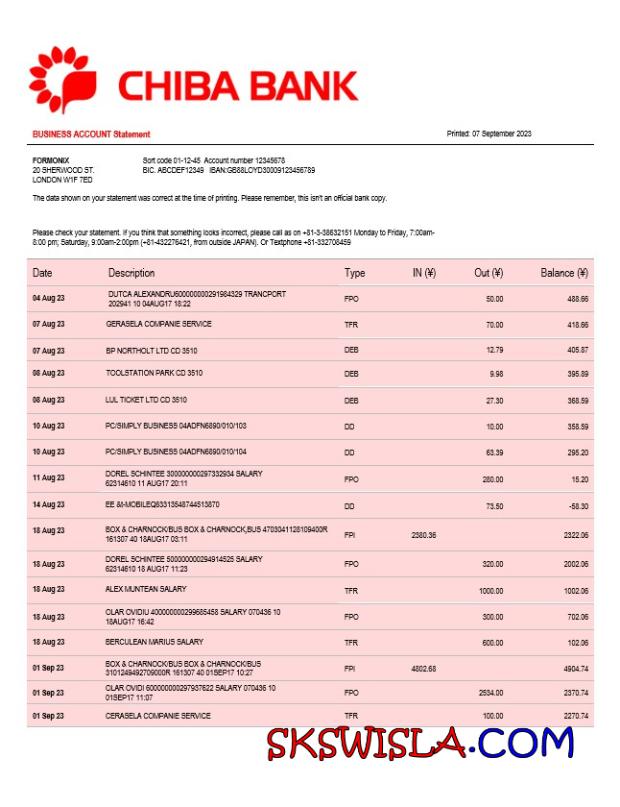 CHIBA BANK
BUSINESS ACCOUNT Statement
Printed: 07 September 2023
FORMONIX Sort code 01-12-45 Account number 12345678
20 SHERWOOD ST. BIC. ABCDEF12349 IBAN:GB88LOYD30009123456789
LONDON W1F 7ED
The data shown on your statement was correct at the time of printing. Please remember, this isn't an official bank copy.
Please check your statement. If you think that something looks incorrect, please call as on +81-3-38632151 Monday to Friday, 7:00am-
8:00 pm; Saturday, 9:00am-2:00pm (+81-432276421, from outside JAPAN). Or Textphone +81-332708459
Date Description Type IN (¥) Out (¥) Balance (¥)
04 Aug 23 DUTCA ALEXANDRU600000000291984329 TRANCPORT
202941 10 04AUG17 18:22 FPO 50.00 488.66
07 Aug 23 GERASELA COMPANIE SERVICE TFR 70.00 418.66
07 Aug 23 BP NORTHOLT LTD CD 3510 DEB 12.79 405.87
08 Aug 23 TOOLSTATION PARK CD 3510 DEB 9.98 395.89
08 Aug 23 LUL TICKET LTD CD 3510 DEB 27.30 368.59
10 Aug 23 PC/SIMPLY BUSINESS 04ADFN6890/010/103 DD 10.00 358.59
10 Aug 23 PC/SIMPLY BUSINESS 04ADFN6890/010/104 DD 63.39 295.20
11 Aug 23 DOREL SCHINTEE 300000000297332934 SALARY
62314610 11 AUG17 20:11 FPO 280.00 15.20
14 Aug 23 EE &t-MOBILEQ63313548744513870 DD 73.50 -58.30
18 Aug 23 BOX & CHARNOCK/BUS BOX & CHARNOCK,BUS 4703041128109400R
161307 40 18AUG17 03:11 FPI 2380.36 2322.06
18 Aug 23 DOREL SCHINTEE 500000000294914525 SALARY
62314610 18 AUG17 11:23 FPO 320.00 2002.06
18 Aug 23 ALEX MUNTEAN SALARY TFR 1000.00 1002.06
18 Aug 23 CLAR OVIDIU 400000000299685458 SALARY 070436 10
18AUG17 16:42 FPO 300.00 702.06
18 Aug 23 BERCULEAN MARIUS SALARY TFR 600.00 102.06
01 Sep 23 BOX & CHARNOCK/BUS BOX & CHARNOCK/BUS
3101249492709000R 161307 40 01SEP17 10:27 FPI 4802.68 4904.74
01 Sep 23 CLAR OVIDI 600000000297937622 SALARY 070436 10
01SEP17 11:07 FPO 2534.00 2370.74
01 Sep 23 CERASELA COMPANIE SERVICE TFR 100.00 2270.74
SKSWISLA.COM